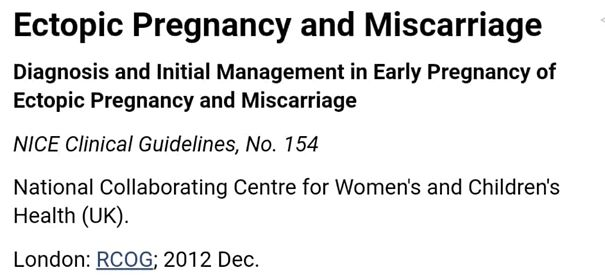 Ectopic Pregnancy and Miscarriage
Diagnosis and Initial Management in Early Pregnancy of
Ectopic Pregnancy and Miscarriage
NICE Clinical Guidelines, No. 154
National Collaborating Centre for Women's and Children's
Health (UK).
London: RCOG; 2012 Dec.